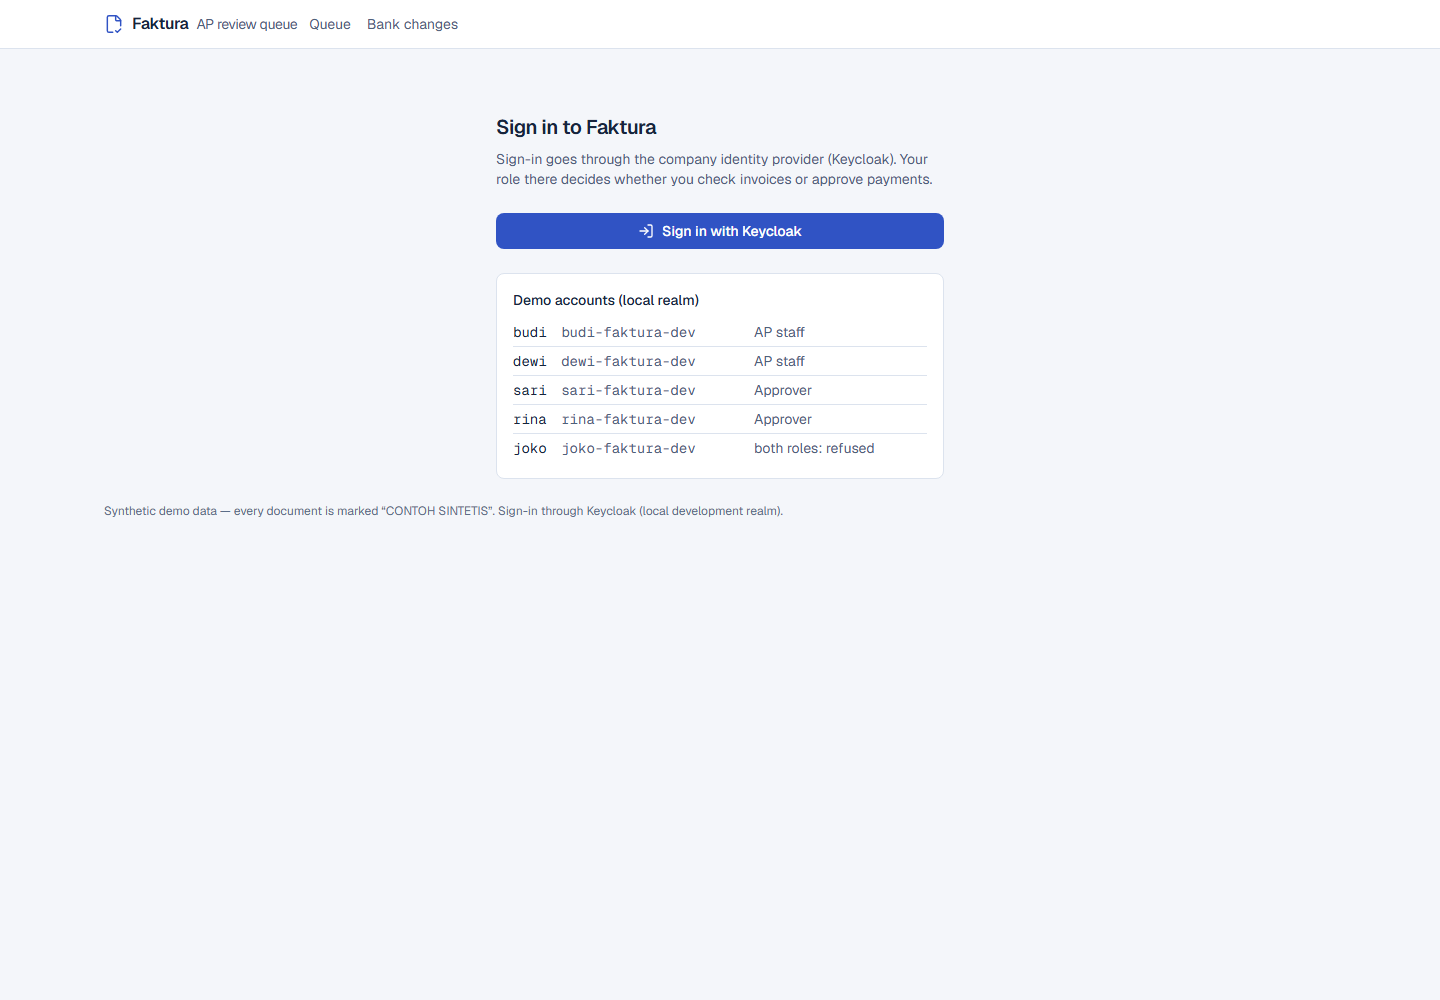 Faktura AP review queue Queue Bank changes
Sign in to Faktura
Sign-in goes through the company identity provider (Keycloak). Your
role there decides whether you check invoices or approve payments.
Sign in with Keycloak
Demo accounts (local realm)
budi budi-faktura-dev AP staff
dewi dewi-faktura-dev AP staff
sari sari-faktura-dev Approver
rina rina-faktura-dev Approver
joko joko-faktura-dev both roles: refused
Synthetic demo data — every document is marked “CONTOH SINTETIS”. Sign-in through Keycloak (local development realm).